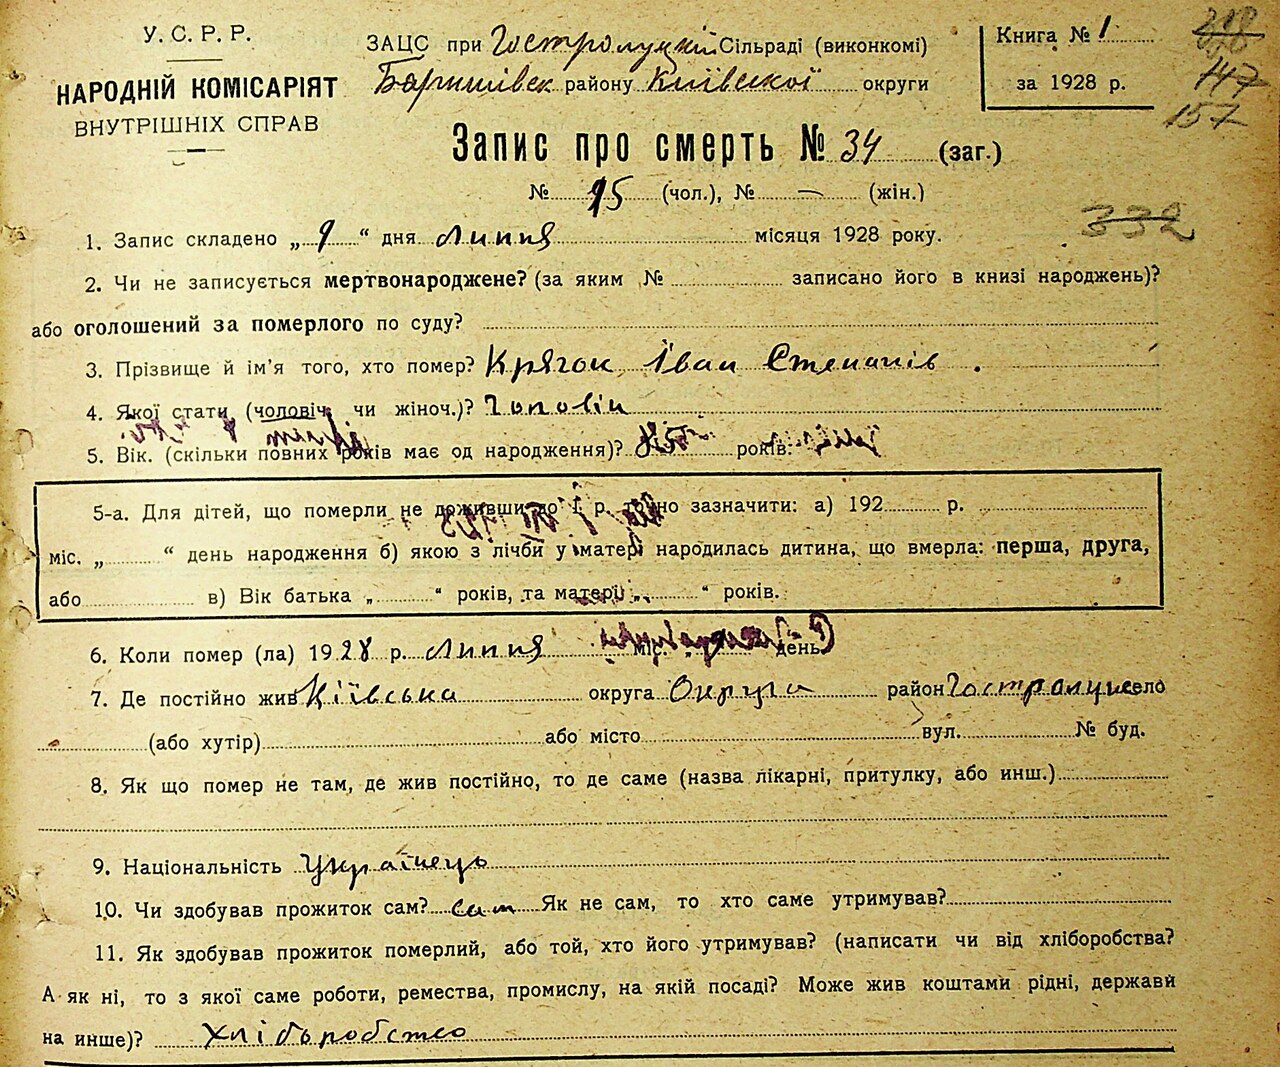 У. С. Р. Р.
НАРОДНІЙ КОМІСАРІЯТ
ВНУТРІШНІХ СПРАВ
ЗАЦС при Гостролуцкій Сільраді (виконкомі)
Баришівск району Київської округи
Книга № 1
за 1928 р.
318
147
157
Запис про смерть № 34 (заг.)
№ 15 (чол.), № — (жін.)
332
1. Запис складено „ 9 “ дня Липня місяця 1928 року.
2. Чи не записується мертвонароджене? (за яким № записано його в книзі народжень)?
або оголошений за померлого по суду?
3. Прізвище й ім'я того, хто помер? Крячок Іван Степанів.
4. Якої стати (чоловіч. чи жіноч.)? Чоловік
5. Вік. (скільки повних років має од народження)? років:
5-а. Для дітей, що померли не доживши до 1 р. точно зазначити: а) 192 р.
міс. „ “ день народження б) якою з лічби у матері народилась дитина, що вмерла: перша, друга,
або в) Вік батька „ “ років, та матері „ “ років.
6. Коли помер (ла) 1928 р. Липня міс. день
7. Де постійно жив Київська округа Округа район Гостролуце село
(або хутір) або місто вул. № буд.
8. Як що помер не там, де жив постійно, то де саме (назва лікарні, притулку, або инш.)
9. Національність Українець
10. Чи здобував прожиток сам? сам Як не сам, то хто саме утримував?
11. Як здобував прожиток померлий, або той, хто його утримував? (написати чи від хліборобства?
А як ні, то з якої саме роботи, ремества, промислу, на якій посаді? Може жив коштами рідні, держави
на инше)? Хліборобство